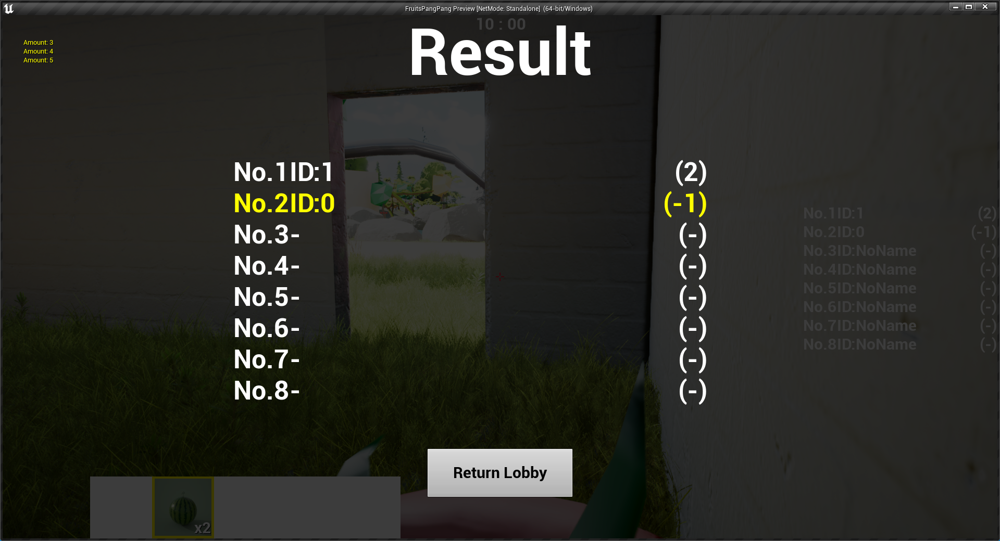 FruitsPangPang Preview [NetMode: Standalone] (64-bit/Windows)
10 : 00
Result
Amount: 3
Amount: 4
Amount: 5
No.1ID:1 (2)
No.2ID:0 (-1)
No.3- (-)
No.4- (-)
No.5- (-)
No.6- (-)
No.7- (-)
No.8- (-)
No.1ID:1 (2)
No.2ID:0 (-1)
No.3ID:NoName (-)
No.4ID:NoName (-)
No.5ID:NoName (-)
No.6ID:NoName (-)
No.7ID:NoName (-)
No.8ID:NoName (-)
Return Lobby
x2